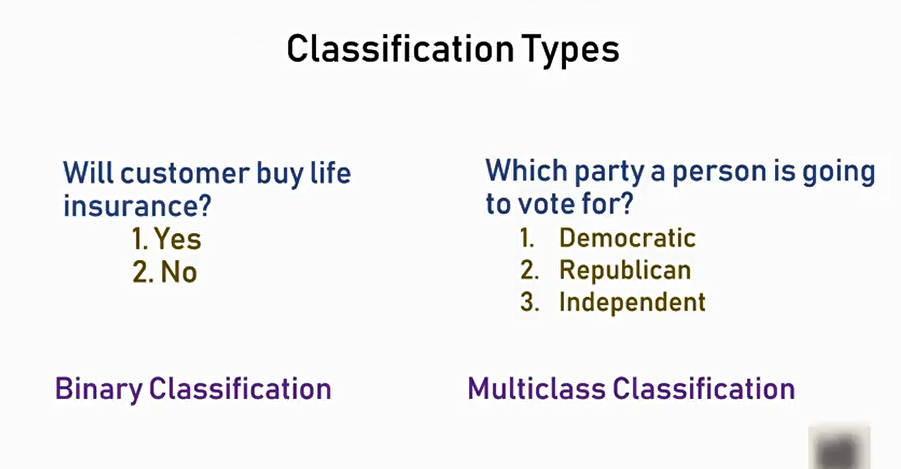 Classification Types
Will customer buy life
insurance?
1. Yes
2. No
Which party a person is going
to vote for?
1. Democratic
2. Republican
3. Independent
Binary Classification
Multiclass Classification